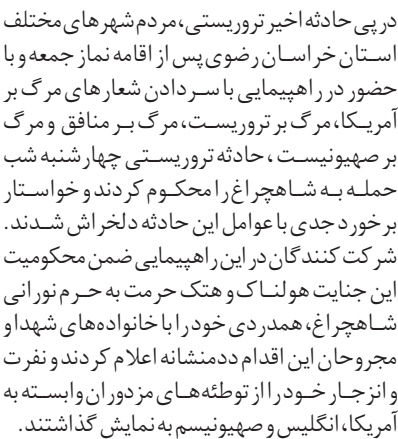 درپی حادثه اخیر تروریستی، مردم شهرهای مختلف
استان خراسان رضوی پس از اقامه نماز جمعه و با
حضور در راهپیمایی با سردادن شعارهای مرگ بر
آمریکا، مرگ بر تروریست، مرگ بر منافق و مرگ
بر صهیونیست ، حادثه تروریستی چهارشنبه شب
حمله به شاهچراغ را محکوم کردند و خواستار
برخورد جدی با عوامل این حادثه دلخراش شدند.
شرکت کنندگان در این راهپیمایی ضمن محکومیت
این جنایت هولناک و هتک حرمت به حرم نورانی
شاهچراغ، همدردی خود را با خانواده‌های شهدا و
مجروحان این اقدام ددمنشانه اعلام کردند و نفرت
و انزجار خود را از توطئه‌های مزدوران وابسته به
آمریکا، انگلیس و صهیونیسم به نمایش گذاشتند.